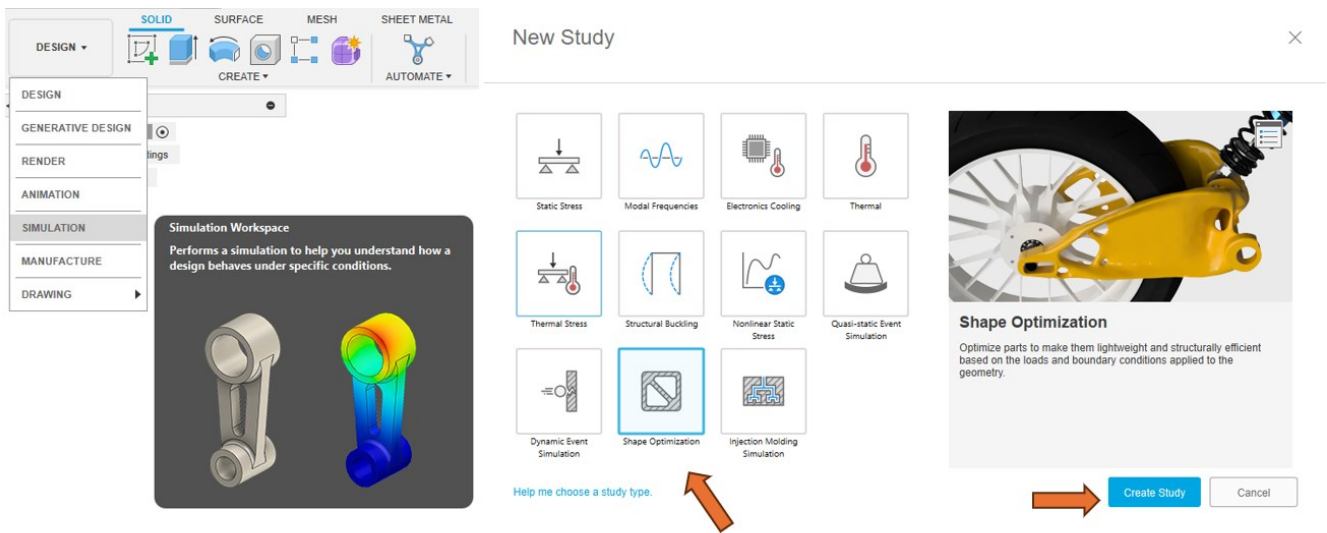 SOLID SURFACE MESH SHEET METAL
DESIGN ▾
CREATE ▾ AUTOMATE ▾
DESIGN
GENERATIVE DESIGN
RENDER
tings
ANIMATION
SIMULATION
MANUFACTURE
DRAWING
Simulation Workspace
Performs a simulation to help you understand how a
design behaves under specific conditions.
New Study
Static Stress
Modal Frequencies
Electronics Cooling
Thermal
Thermal Stress
Structural Buckling
Nonlinear Static
Stress
Quasi-static Event
Simulation
Dynamic Event
Simulation
Shape Optimization
Injection Molding
Simulation
Help me choose a study type.
Shape Optimization
Optimize parts to make them lightweight and structurally efficient
based on the loads and boundary conditions applied to the
geometry.
Create Study
Cancel